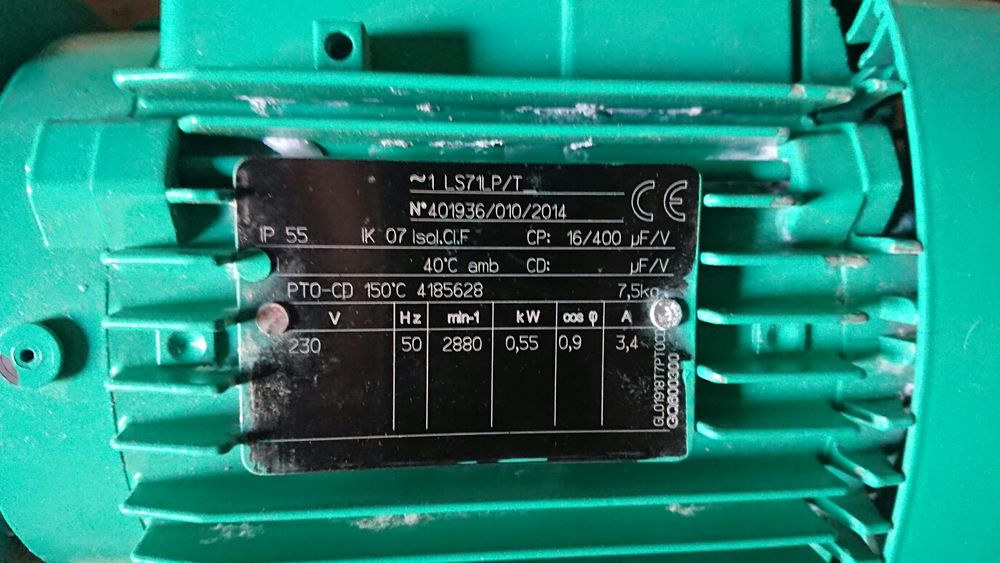 ~1 LS71LP/T
N°401936/010/2014
CE
IP 55 IK 07 Isol.Cl.F CP: 16/400 µF/V
40°C amb CD: µF/V
PTO-CD 150°C 4185628 7,5kg
V Hz min-1 kW cos φ A
230 50 2880 0,55 0,9 3,4
GQ600300